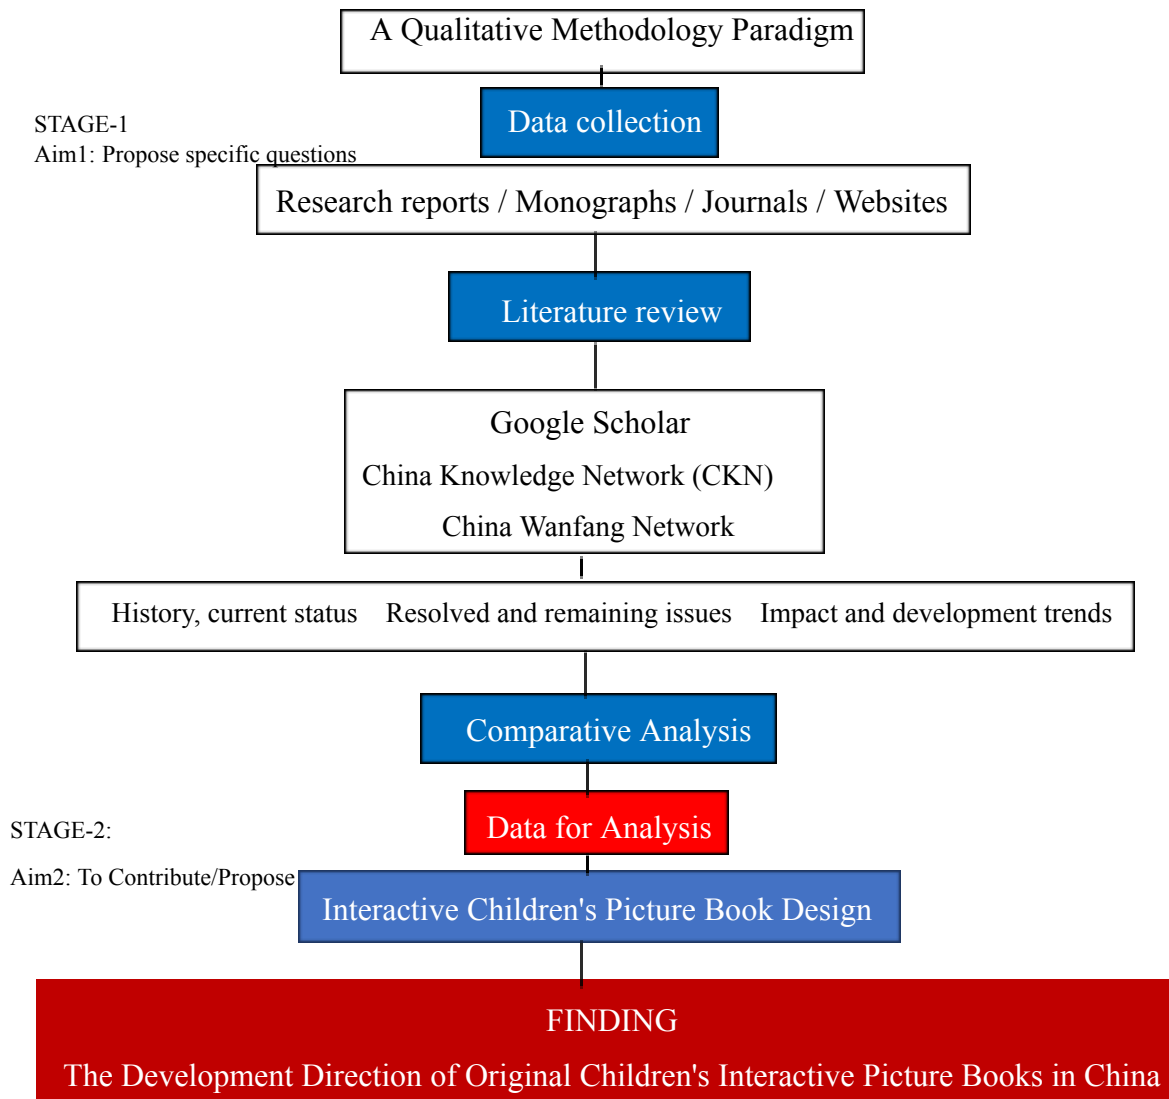 A Qualitative Methodology Paradigm
Data collection
STAGE-1
Aim1: Propose specific questions
Research reports / Monographs / Journals / Websites
Literature review
Google Scholar
China Knowledge Network (CKN)
China Wanfang Network
History, current status Resolved and remaining issues Impact and development trends
Comparative Analysis
Data for Analysis
STAGE-2:
Aim2: To Contribute/Propose
Interactive Children's Picture Book Design
FINDING
The Development Direction of Original Children's Interactive Picture Books in China